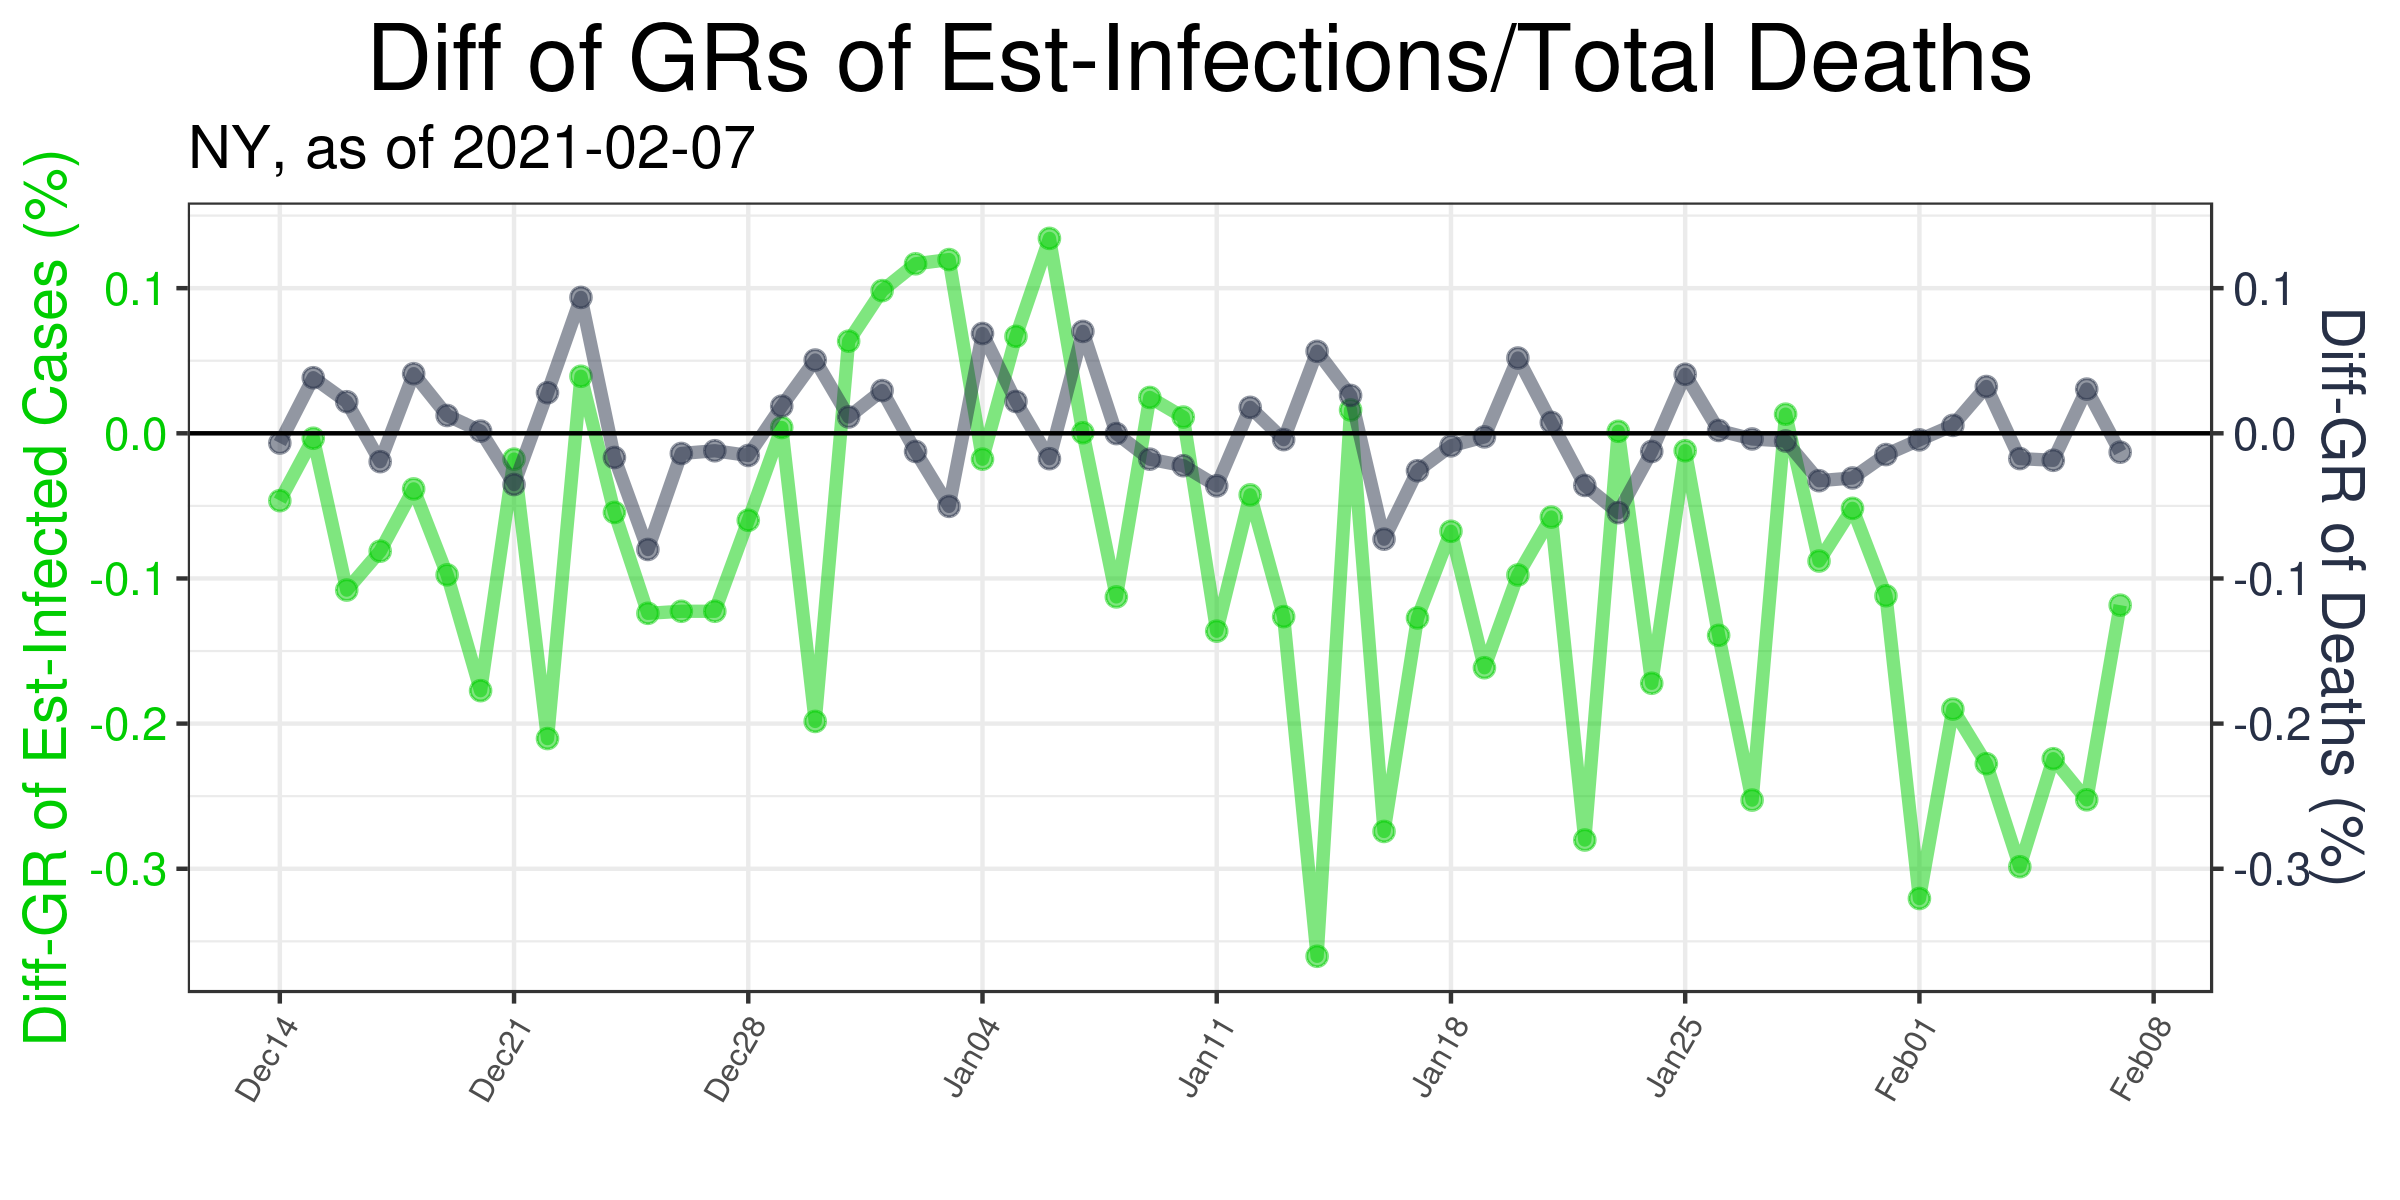 Diff of GRs of Est-Infections/Total Deaths
NY, as of 2021-02-07
Diff-GR of Est-Infected Cases (%)
0.1
0.0
-0.1
-0.2
-0.3
0.1
0.0
-0.1
-0.2
-0.3
Diff-GR of Deaths (%)
Dec14
Dec21
Dec28
Jan04
Jan11
Jan18
Jan25
Feb01
Feb08